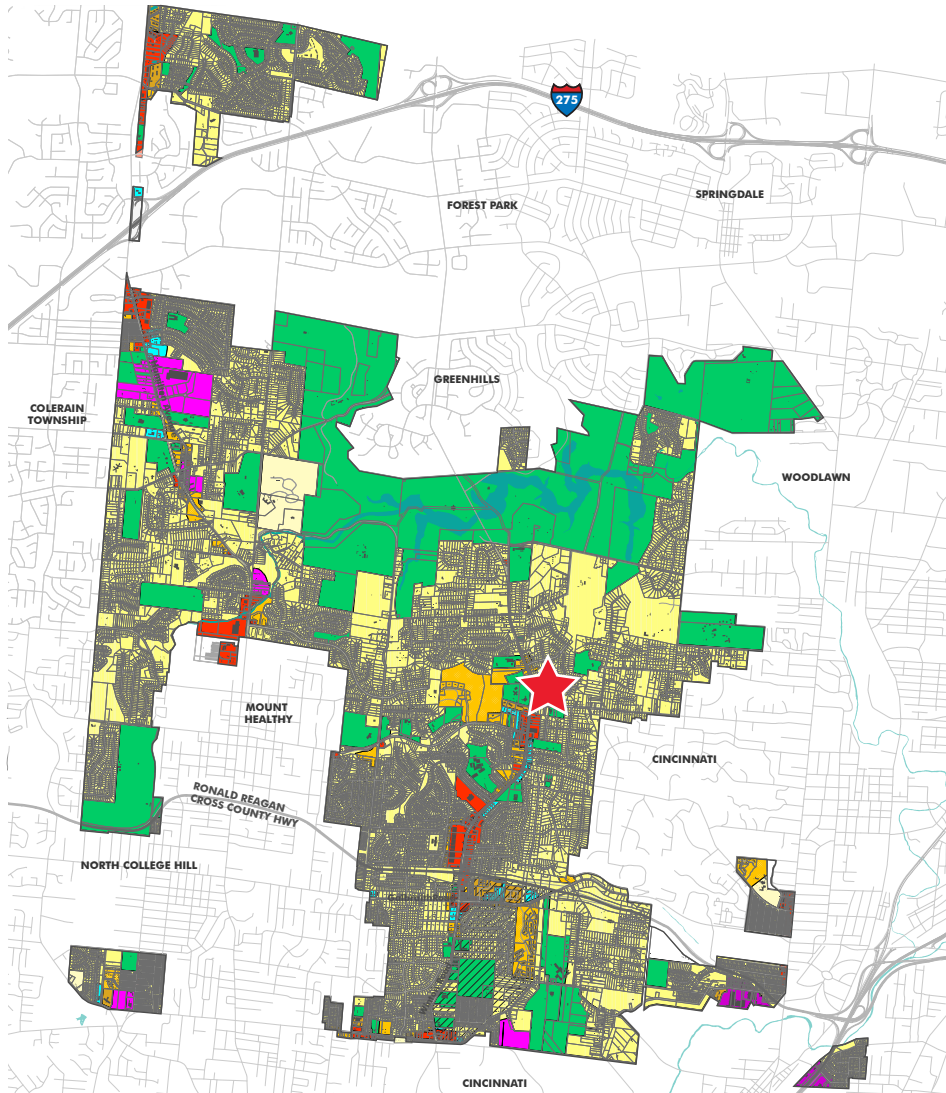 275
SPRINGDALE
FOREST PARK
GREENHILLS
COLERAIN
TOWNSHIP
WOODLAWN
MOUNT
HEALTHY
CINCINNATI
RONALD REAGAN
CROSS COUNTY HWY
NORTH COLLEGE HILL
CINCINNATI